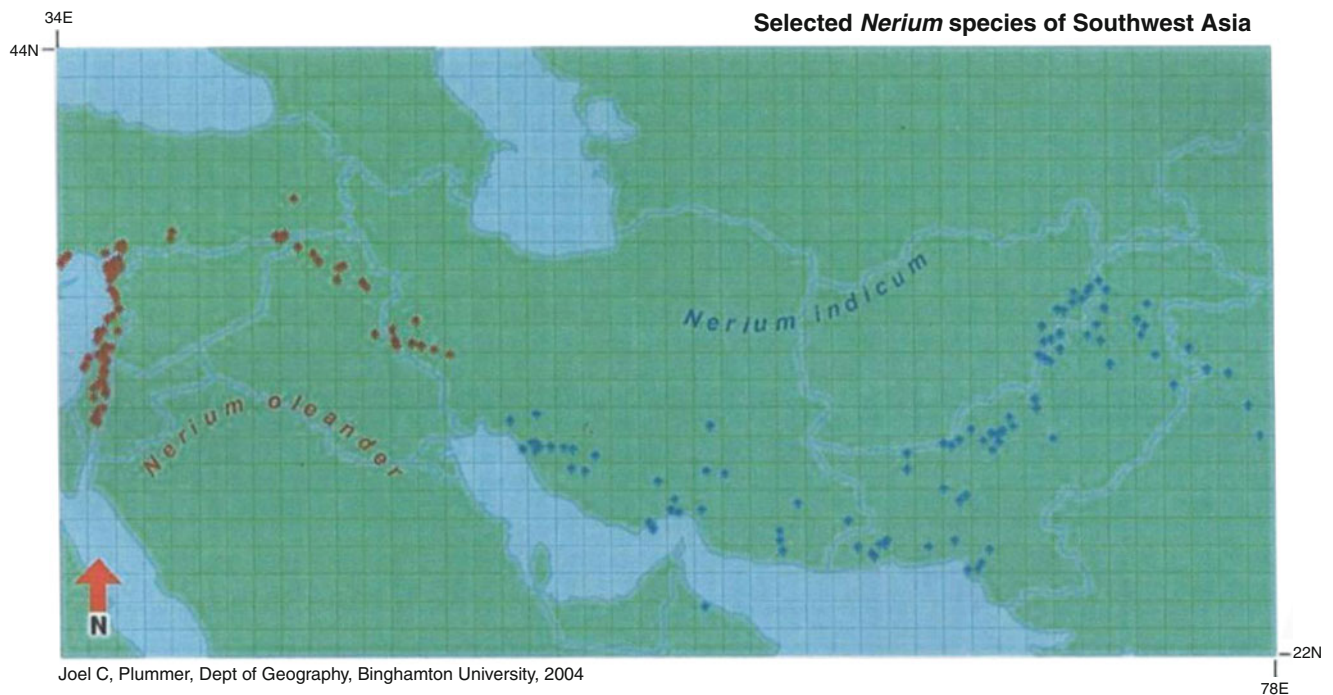 34E
Selected Nerium species of Southwest Asia
44N
Nerium indicum
Nerium oleander
N
22N
Joel C, Plummer, Dept of Geography, Binghamton University, 2004
78E